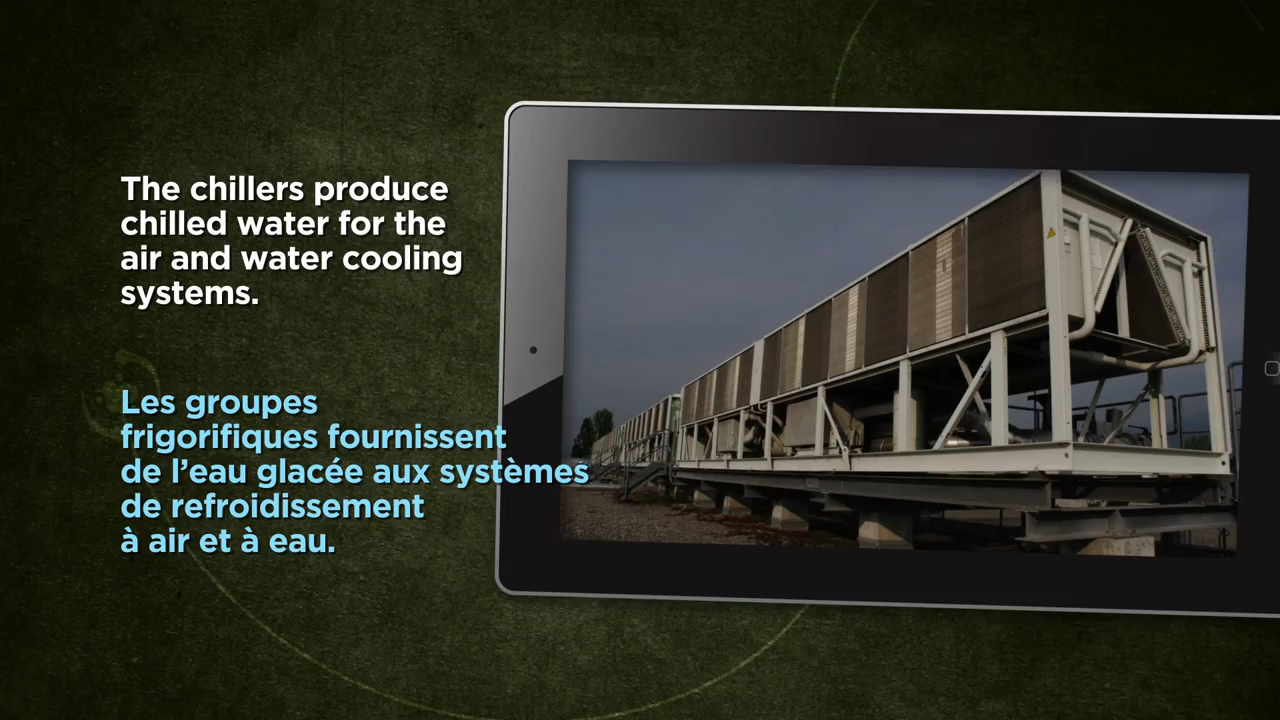 The chillers produce
chilled water for the
air and water cooling
systems.
Les groupes
frigorifiques fournissent
de l’eau glacée aux systèmes
de refroidissement
à air et à eau.